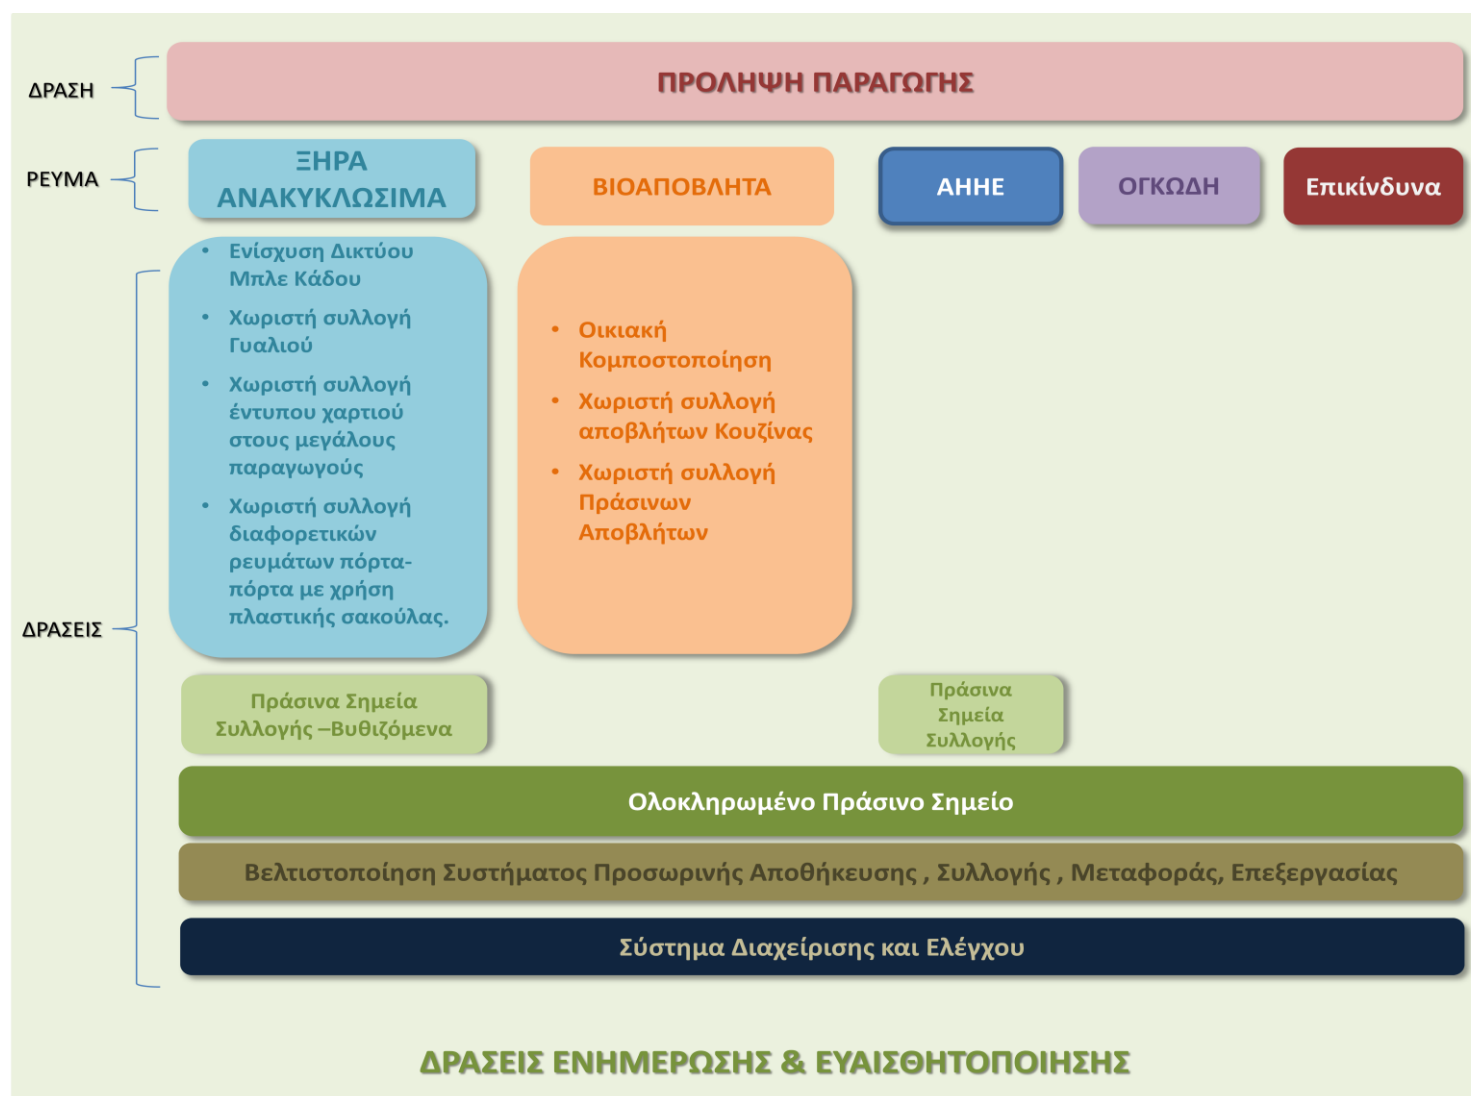 ΔΡΑΣΗ
ΠΡΟΛΗΨΗ ΠΑΡΑΓΩΓΗΣ
ΡΕΥΜΑ
ΞΗΡΑ
ΑΝΑΚΥΚΛΩΣΙΜΑ
ΒΙΟΑΠΟΒΛΗΤΑ
ΑΗΗΕ
ΟΓΚΩΔΗ
Επικίνδυνα
ΔΡΑΣΕΙΣ
• Ενίσχυση Δικτύου
Μπλε Κάδου
• Χωριστή συλλογή
Γυαλιού
• Χωριστή συλλογή
έντυπου χαρτιού
στους μεγάλους
παραγωγούς
• Χωριστή συλλογή
διαφορετικών
ρευμάτων πόρτα-
πόρτα με χρήση
πλαστικής σακούλας.
• Οικιακή
Κομποστοποίηση
• Χωριστή συλλογή
αποβλήτων Κουζίνας
• Χωριστή συλλογή
Πράσινων
Αποβλήτων
Πράσινα Σημεία
Συλλογής –Βυθιζόμενα
Πράσινα
Σημεία
Συλλογής
Ολοκληρωμένο Πράσινο Σημείο
Βελτιστοποίηση Συστήματος Προσωρινής Αποθήκευσης , Συλλογής , Μεταφοράς, Επεξεργασίας
Σύστημα Διαχείρισης και Ελέγχου
ΔΡΑΣΕΙΣ ΕΝΗΜΕΡΩΣΗΣ & ΕΥΑΙΣΘΗΤΟΠΟΙΗΣΗΣ